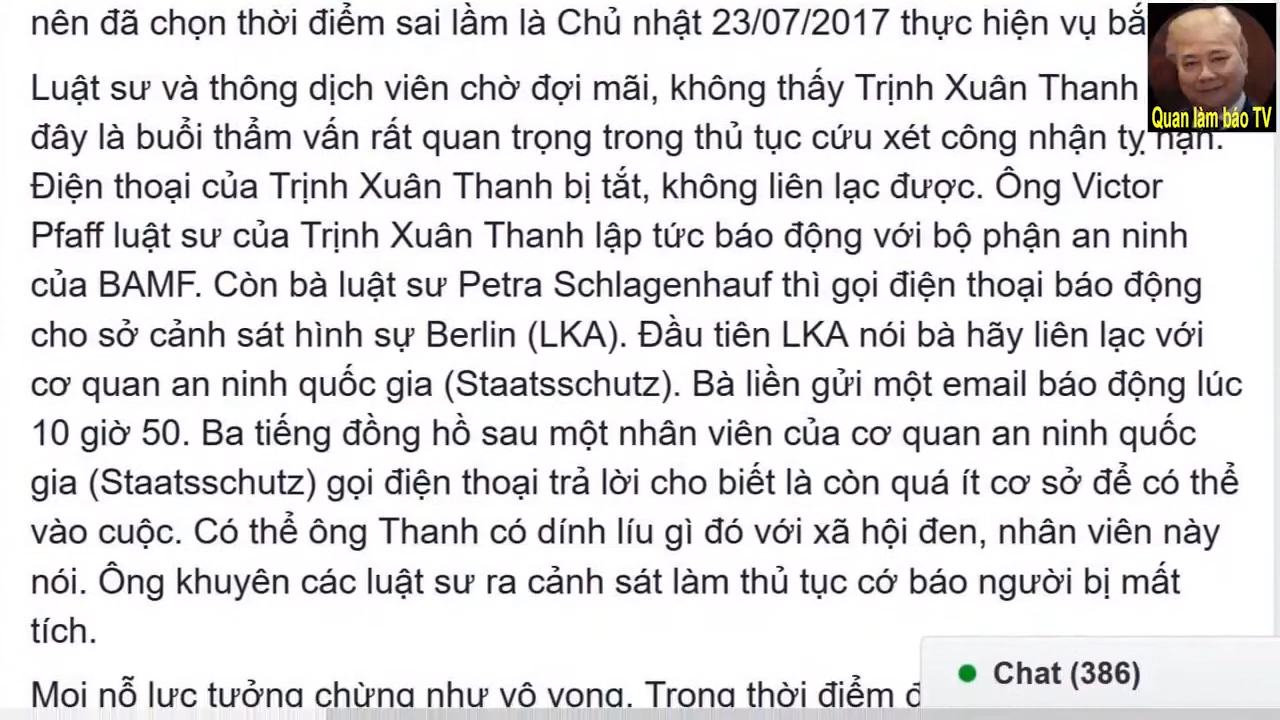 nên đã chọn thời điểm sai lầm là Chủ nhật 23/07/2017 thực hiện vụ
Luật sư và thông dịch viên chờ đợi mãi, không thấy Trịnh Xuân Thanh
đây là buổi thẩm vấn rất quan trọng trong thủ tục cứu xét công nhận tỵ nạn.
Điện thoại của Trịnh Xuân Thanh bị tắt, không liên lạc được. Ông Victor
Pfaff luật sư của Trịnh Xuân Thanh lập tức báo động với bộ phận an ninh
của BAMF. Còn bà luật sư Petra Schlagenhauf thì gọi điện thoại báo động
cho sở cảnh sát hình sự Berlin (LKA). Đầu tiên LKA nói bà hãy liên lạc với
cơ quan an ninh quốc gia (Staatsschutz). Bà liền gửi một email báo động lúc
10 giờ 50. Ba tiếng đồng hồ sau một nhân viên của cơ quan an ninh quốc
gia (Staatsschutz) gọi điện thoại trả lời cho biết là còn quá ít cơ sở để có thể
vào cuộc. Có thể ông Thanh có dính líu gì đó với xã hội đen, nhân viên này
nói. Ông khuyên các luật sư ra cảnh sát làm thủ tục cớ báo người bị mất
tích.
Mọi nỗ lực tưởng chừng như vô vọng. Trong thời điểm
Quan làm báo TV
Chat (386)